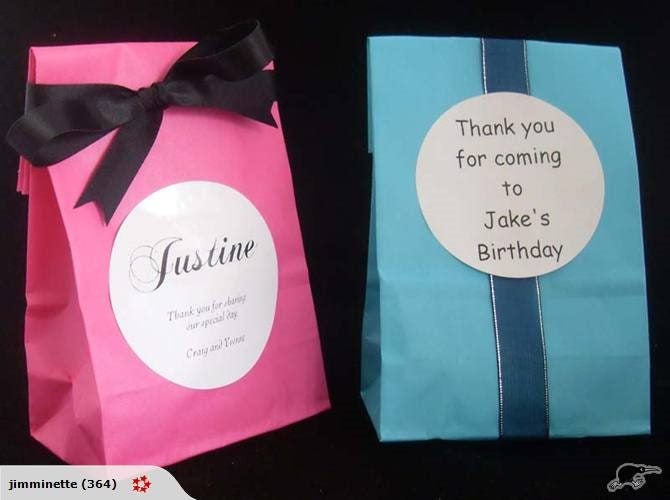 Justine
Thank you for sharing
our special day
Craig and Yvonne
Thank you
for coming
to
Jake's
Birthday
jimminette (364)